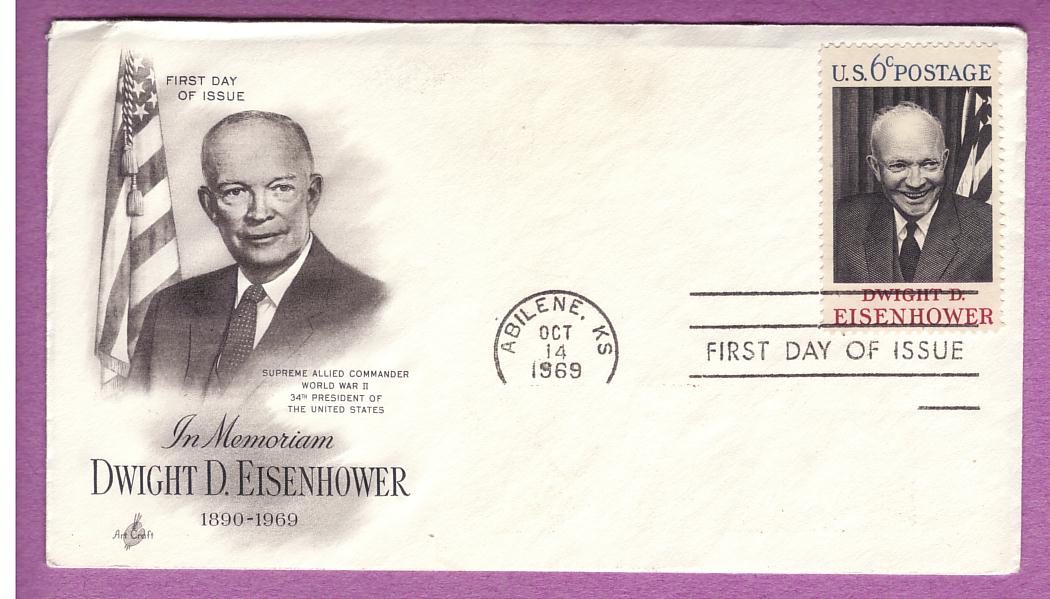 FIRST DAY
OF ISSUE
SUPREME ALLIED COMMANDER
WORLD WAR II
34TH PRESIDENT OF
THE UNITED STATES
In Memoriam
DWIGHT D. EISENHOWER
1890-1969
Art Craft
ABILENE, KS
OCT
14
1969
U.S. 6c POSTAGE
DWIGHT D.
EISENHOWER
FIRST DAY OF ISSUE